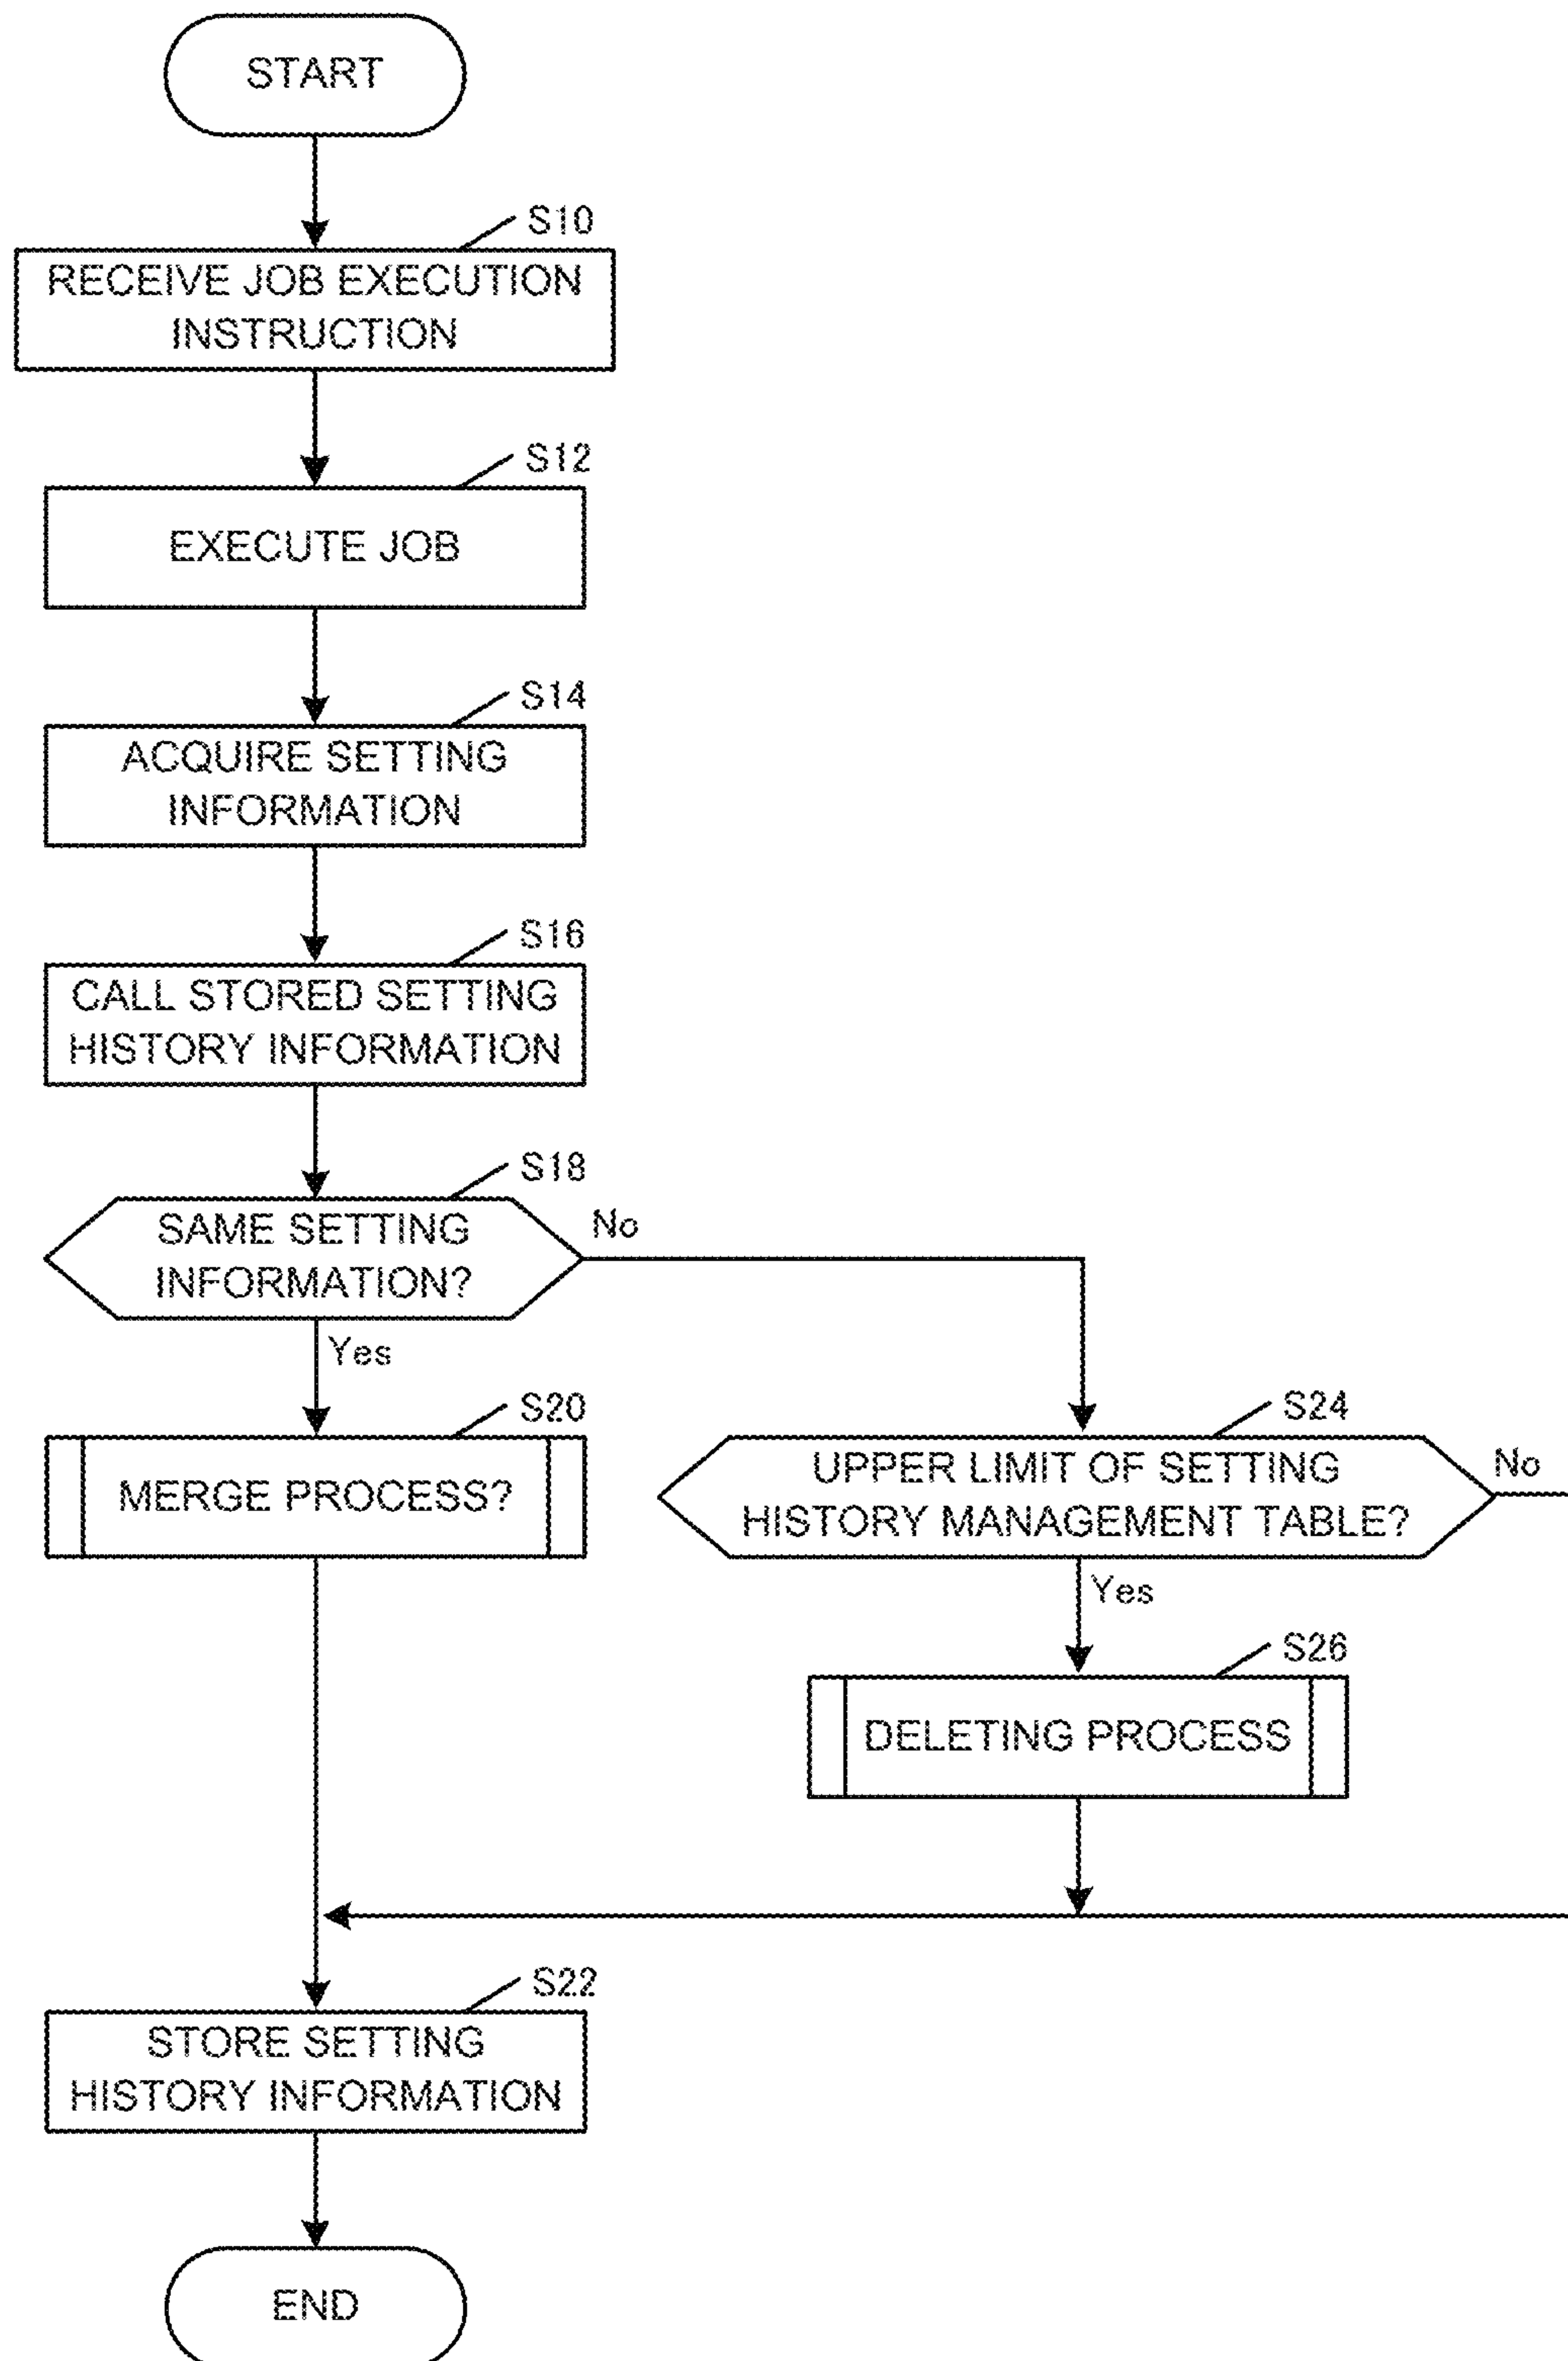 START
S10
RECEIVE JOB EXECUTION
INSTRUCTION
S12
EXECUTE JOB
S14
ACQUIRE SETTING
INFORMATION
S16
CALL STORED SETTING
HISTORY INFORMATION
S18
SAME SETTING
INFORMATION?
No
Yes
S20
MERGE PROCESS?
S24
UPPER LIMIT OF SETTING
HISTORY MANAGEMENT TABLE?
No
Yes
S26
DELETING PROCESS
S22
STORE SETTING
HISTORY INFORMATION
END